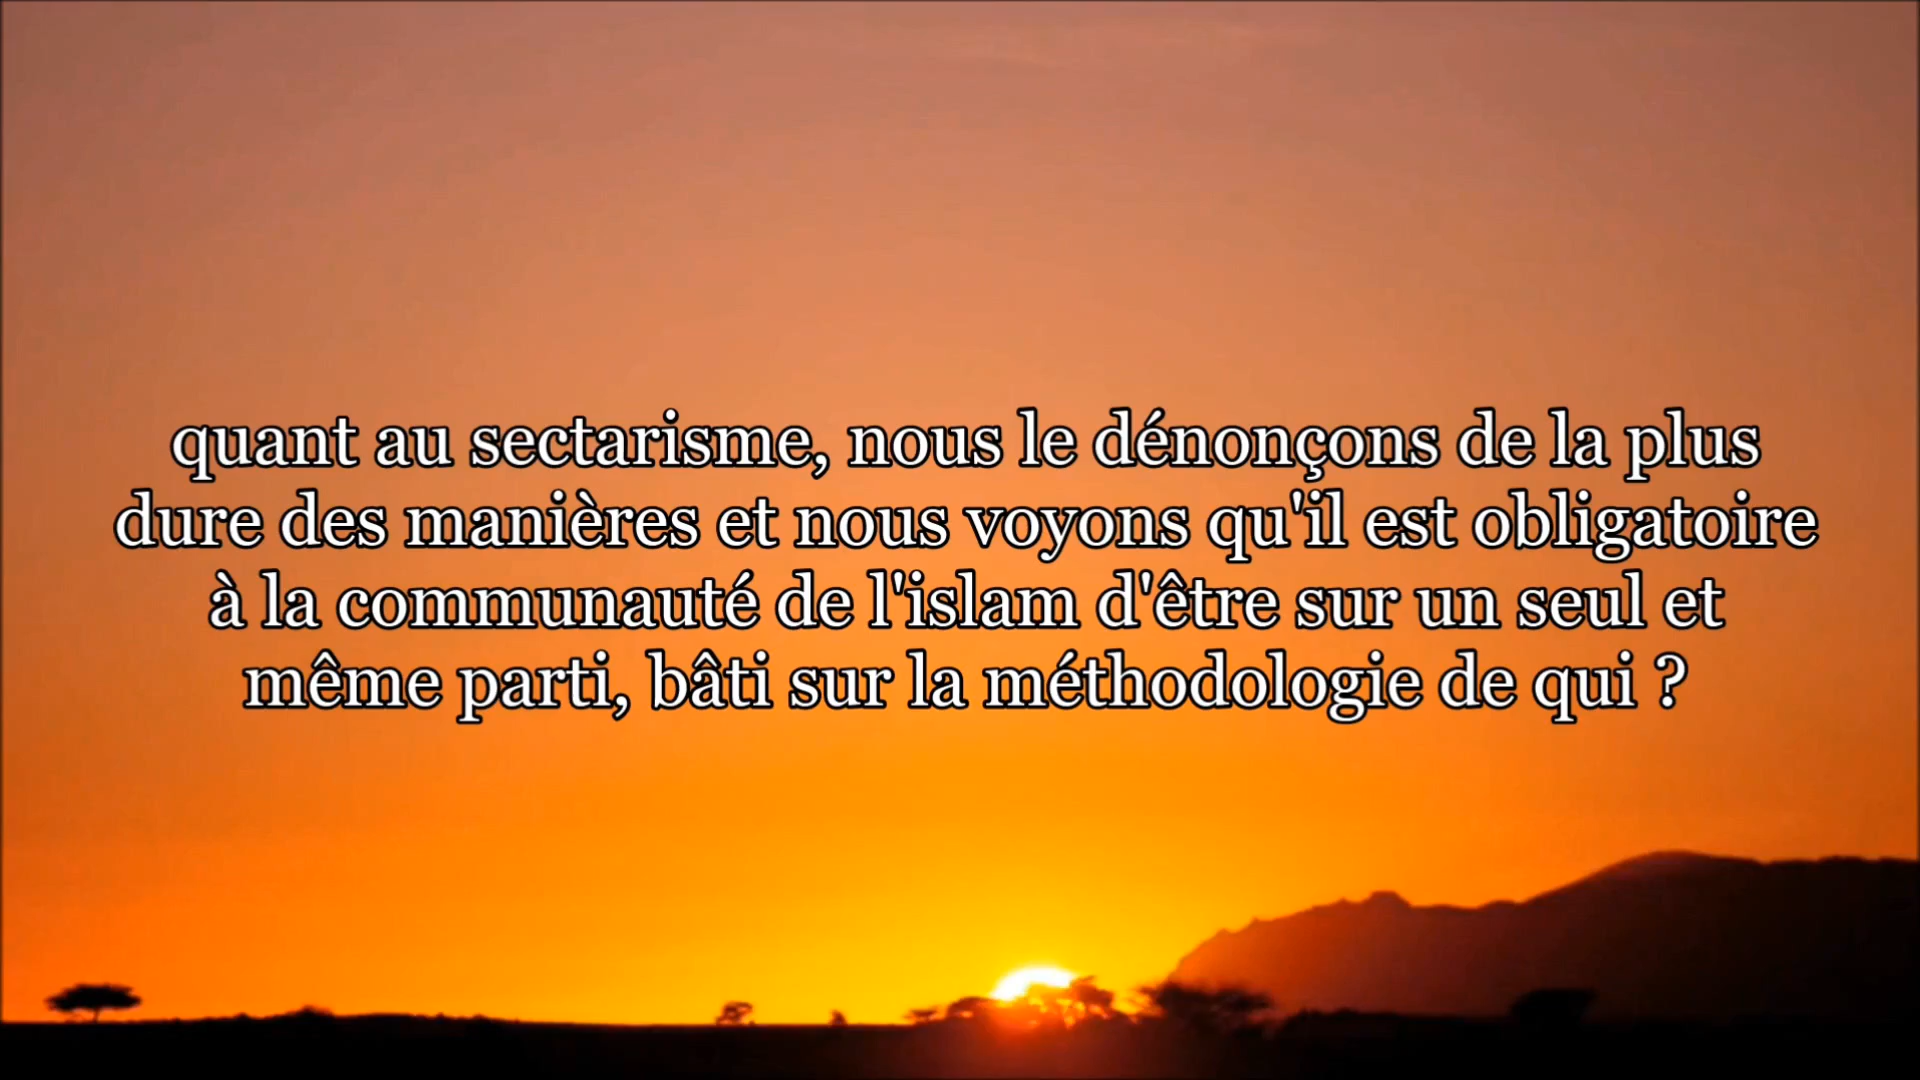 quant au sectarisme, nous le dénonçons de la plus
dure des manières et nous voyons qu'il est obligatoire
à la communauté de l'islam d'être sur un seul et
même parti, bâti sur la méthodologie de qui ?